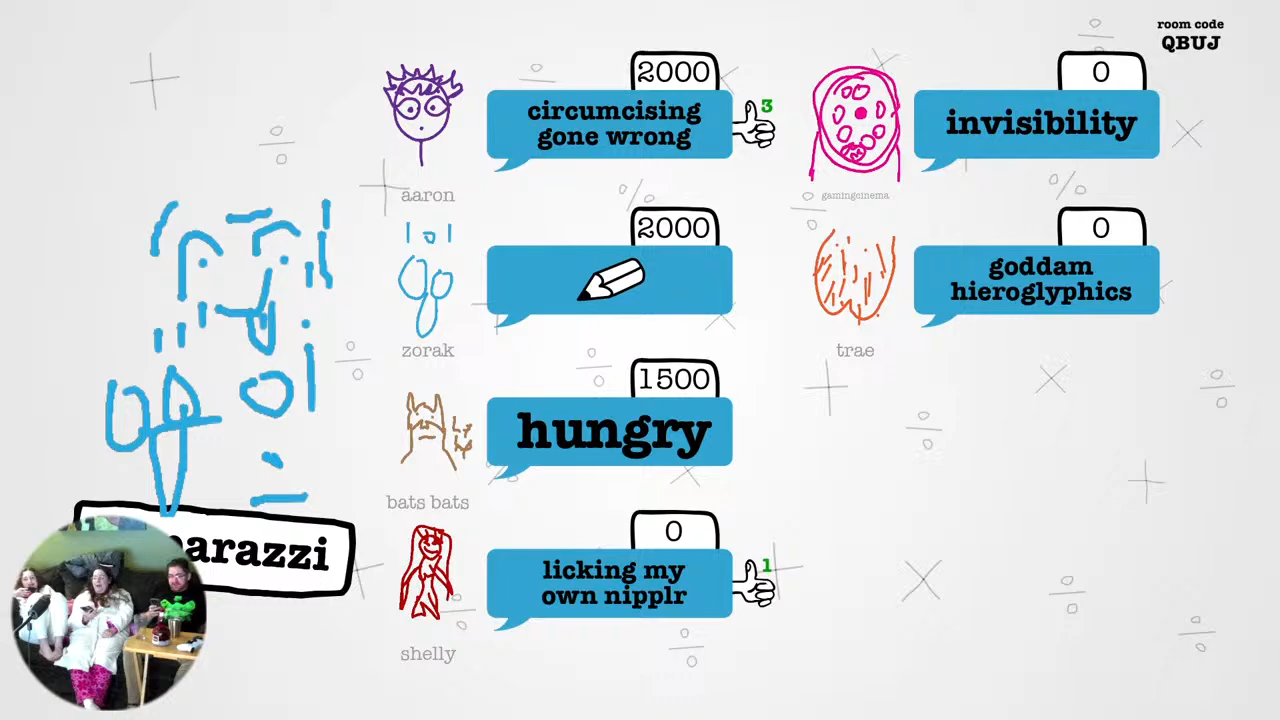 room code
QBUJ
2000
circumcising
gone wrong
3
aaron
0
invisibility
gamingcinema
2000
zorak
0
goddam
hieroglyphics
trae
1500
hungry
bats bats
arazzi
0
licking my
own nipplr
1
shelly